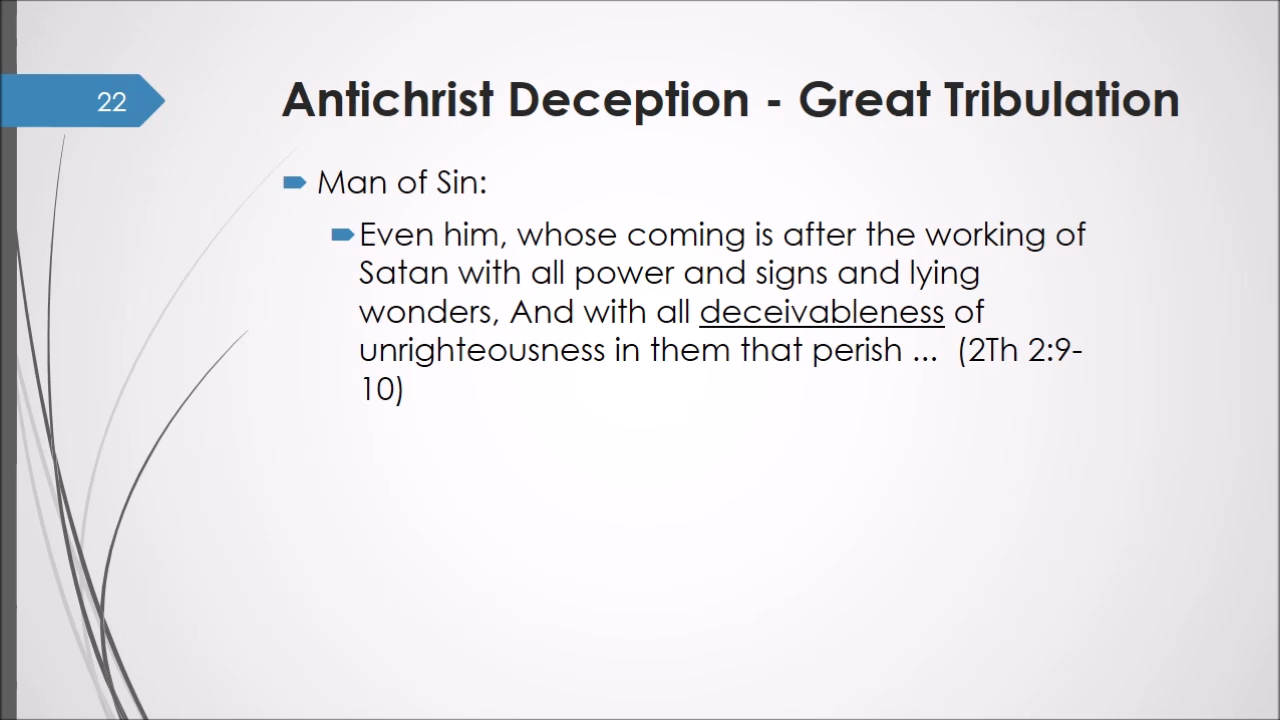 22
Antichrist Deception - Great Tribulation
Man of Sin:
Even him, whose coming is after the working of
Satan with all power and signs and lying
wonders, And with all deceivableness of
unrighteousness in them that perish ...  (2Th 2:9-
10)